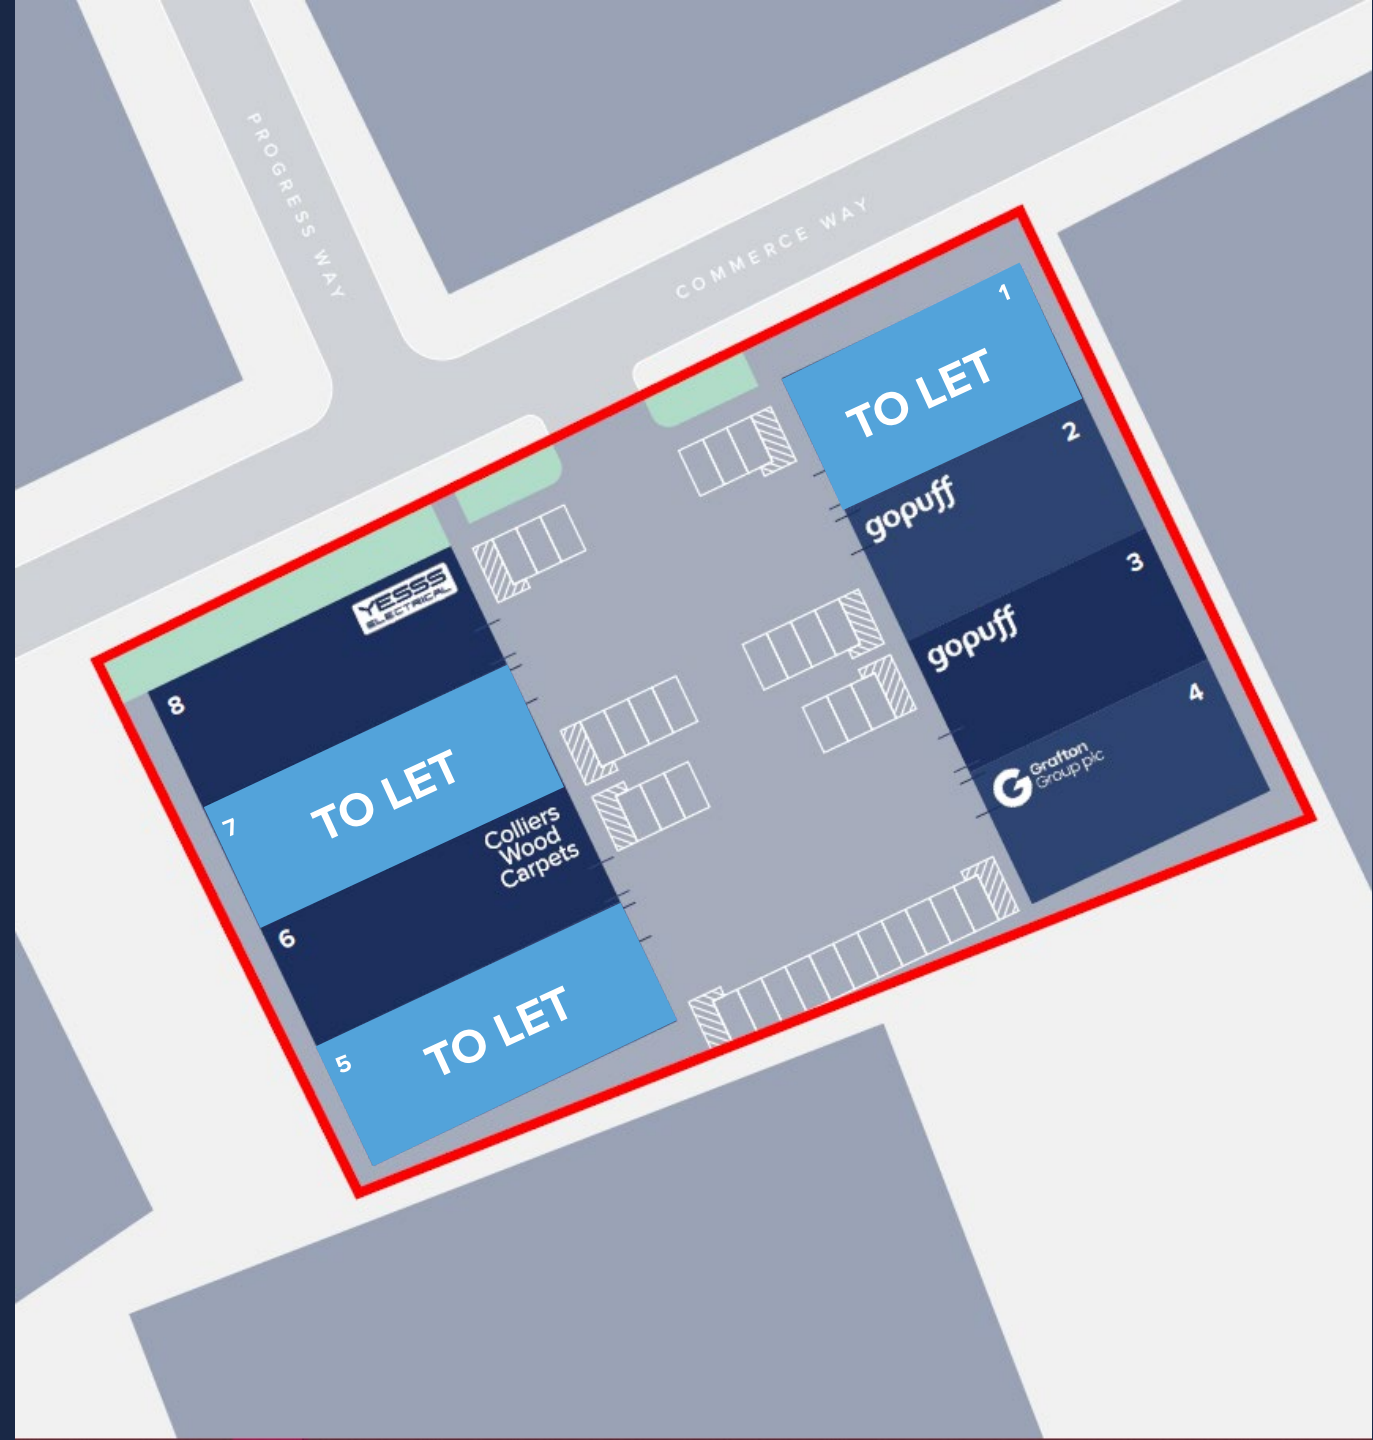 PROGRESS WAY
COMMERCE WAY
1
TO LET
2
gopuff
3
gopuff
4
Grafton
Group plc
YESSS
ELECTRICAL
8
7
TO LET
Colliers
Wood
Carpets
6
5
TO LET